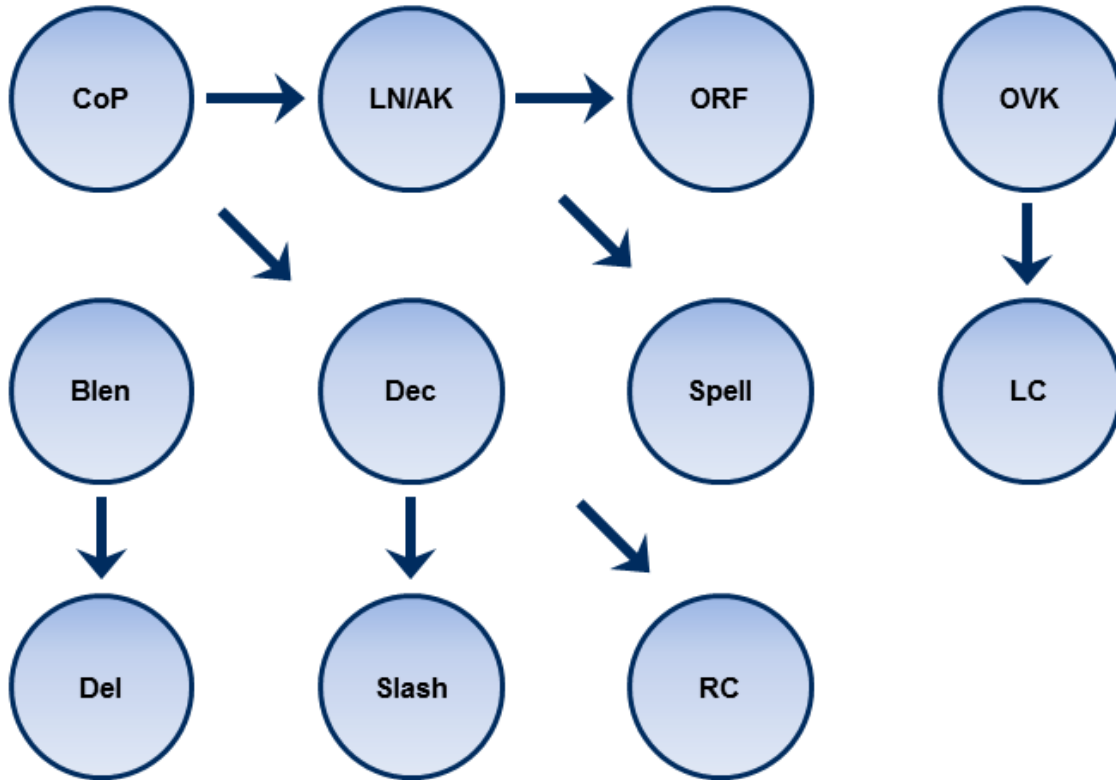 CoP
LN/AK
ORF
OVK
Blen
Dec
Spell
LC
Del
Slash
RC